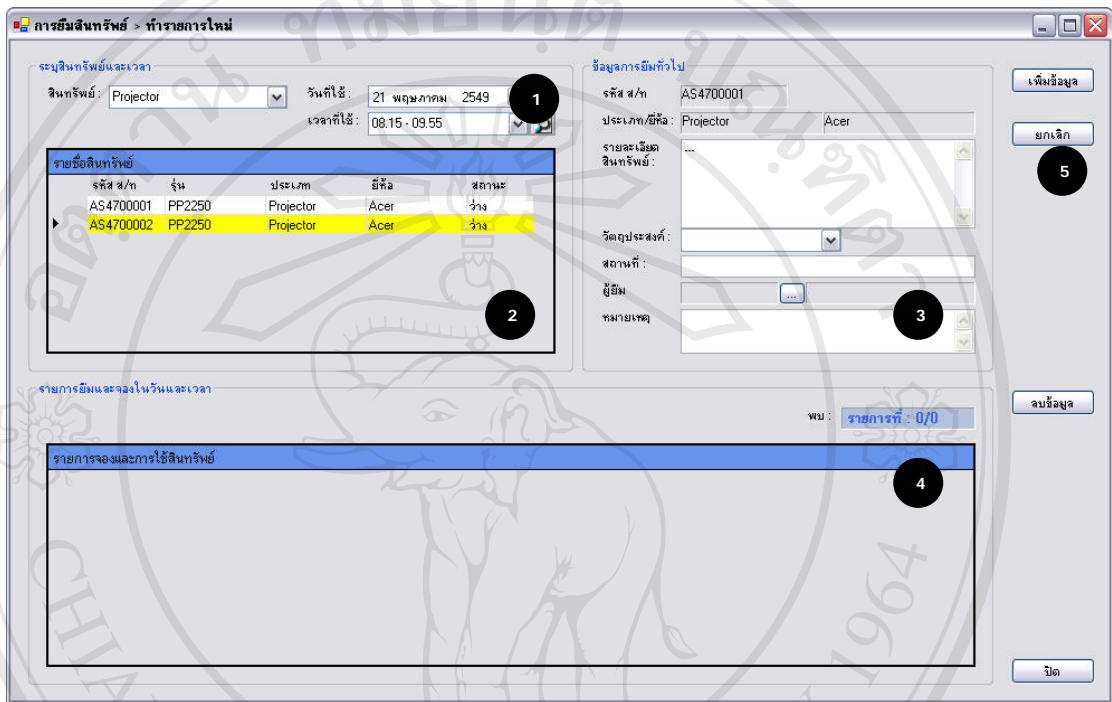 การยืมสินทรัพย์ > ทำรายการใหม่
ระบุสินทรัพย์และเวลา
สินทรัพย์ : Projector วันที่ใช้ : 21 พฤษภาคม 2549 1
เวลาที่ใช้ : 08.15 - 09.55
รายชื่อสินทรัพย์
รหัส ส/ท รุ่น ประเภท ยี่ห้อ สถานะ
AS4700001 PP2250 Projector Acer ว่าง
AS4700002 PP2250 Projector Acer ว่าง
2
ข้อมูลการยืมทั่วไป
รหัส ส/ท AS4700001
ประเภท/ยี่ห้อ : Projector Acer
รายละเอียด ...
สินทรัพย์ :
วัตถุประสงค์ :
สถานที่ :
ผู้ยืม ...
หมายเหตุ
3
เพิ่มข้อมูล
ยกเลิก
5
รายการยืมและจองในวันและเวลา
พบ : รายการที่ : 0/0
รายการจองและการใช้สินทรัพย์
4
ลบข้อมูล
ปิด
1964